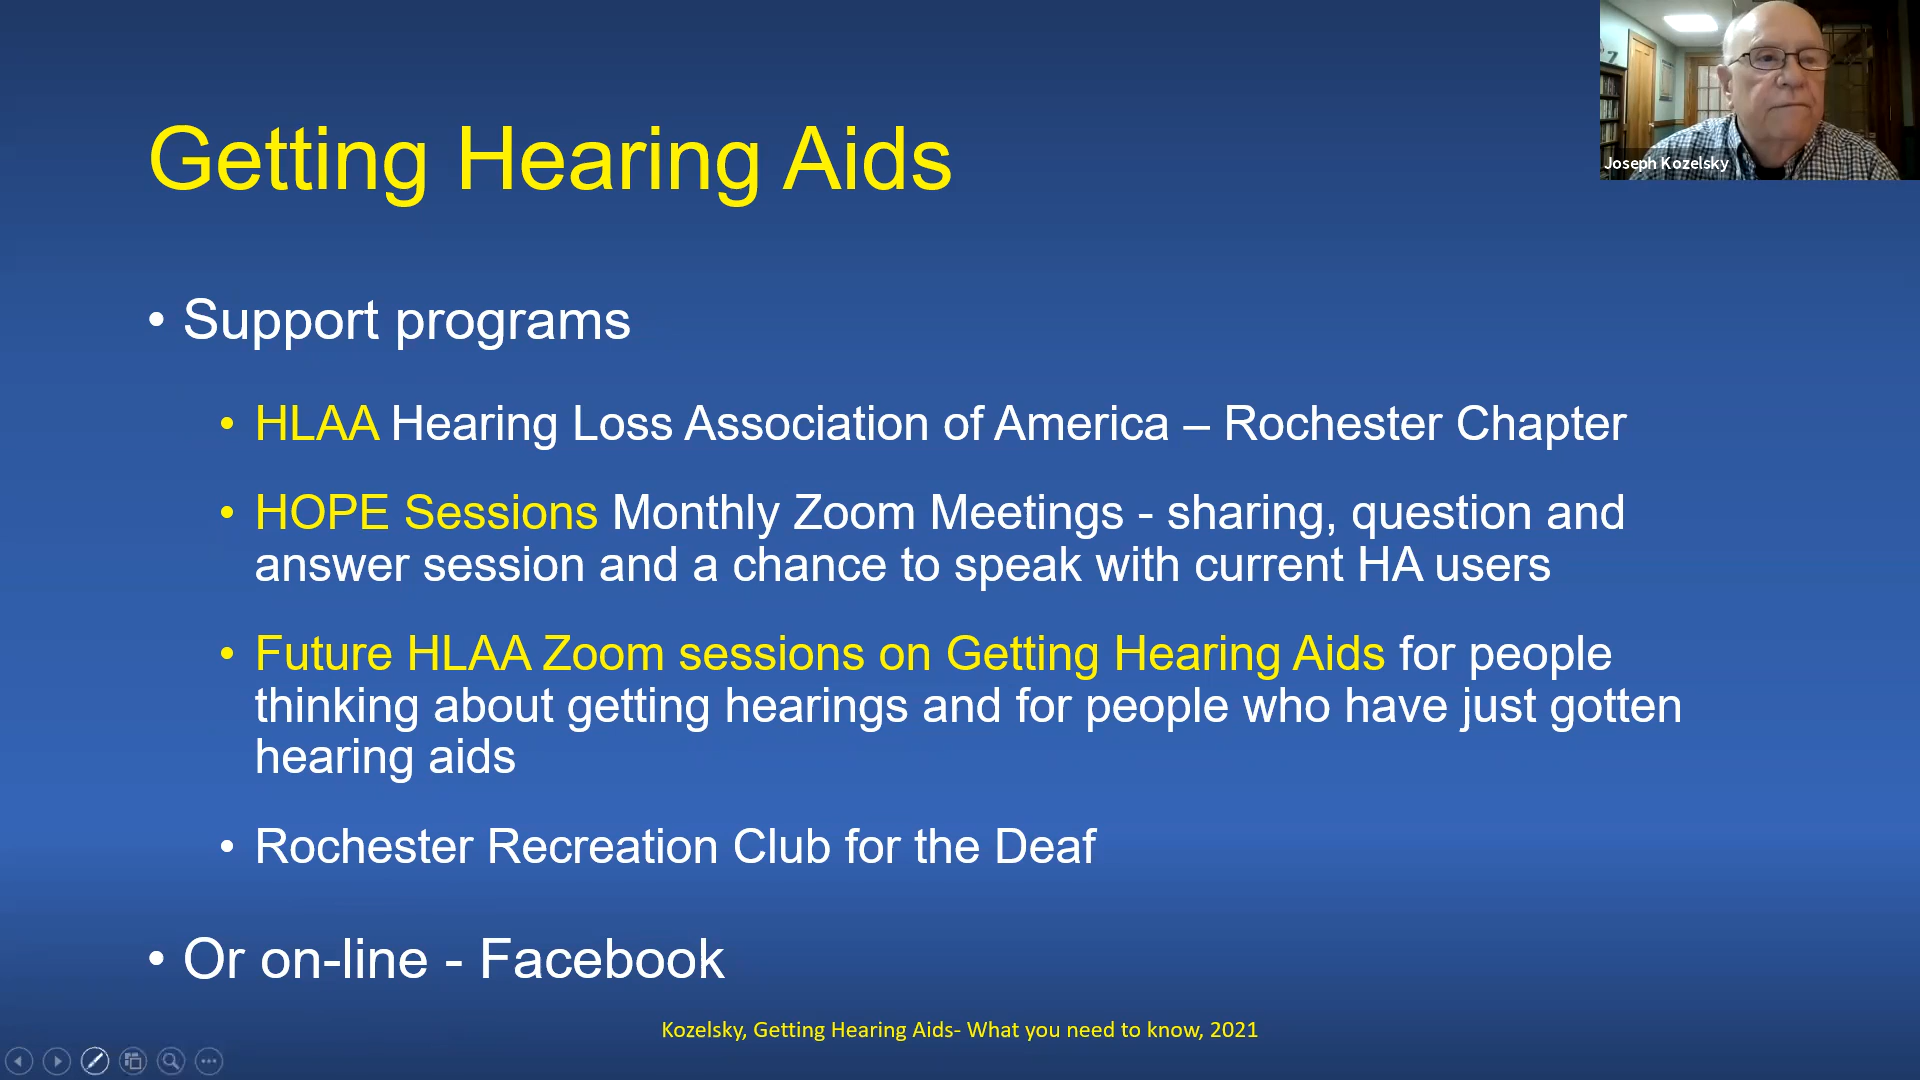 Getting Hearing Aids
Joseph Kozelsky
• Support programs
• HLAA Hearing Loss Association of America – Rochester Chapter
• HOPE Sessions Monthly Zoom Meetings - sharing, question and
answer session and a chance to speak with current HA users
• Future HLAA Zoom sessions on Getting Hearing Aids for people
thinking about getting hearings and for people who have just gotten
hearing aids
• Rochester Recreation Club for the Deaf
• Or on-line - Facebook
Kozelsky, Getting Hearing Aids- What you need to know, 2021